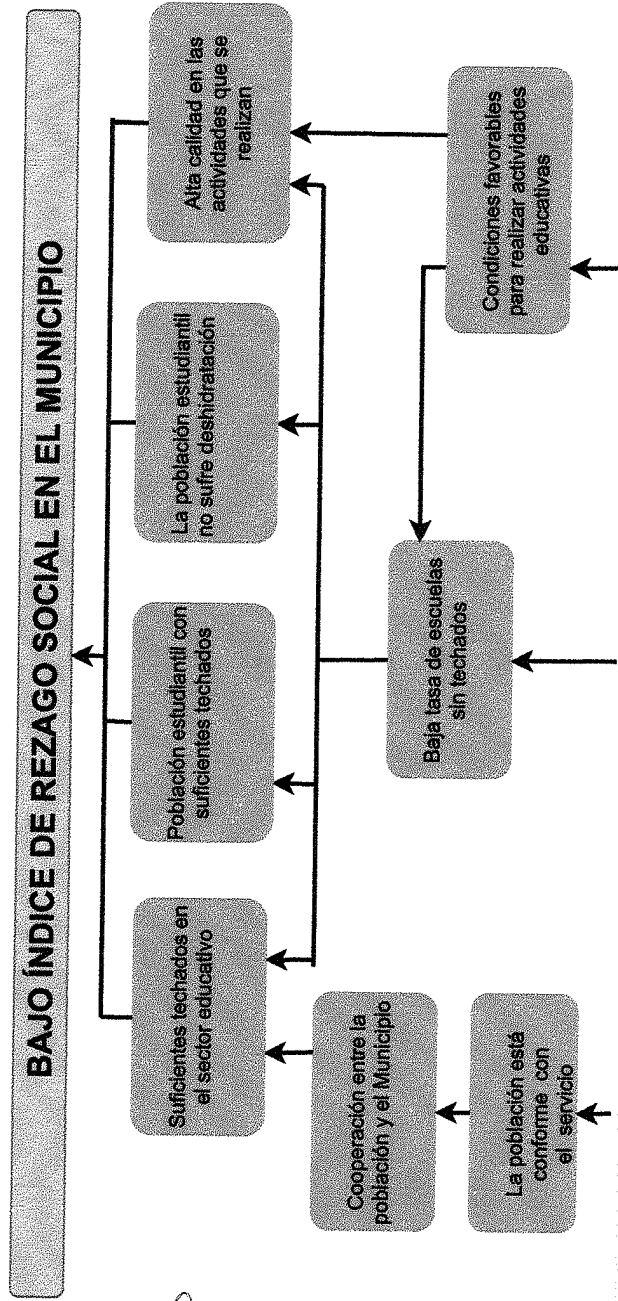 BAJO ÍNDICE DE REZAGO SOCIAL EN EL MUNICIPIO
Suficientes techados en
el sector educativo
Población estudiantil con
suficientes techados
La población estudiantil
no sufre deshidratación
Alta calidad en las
actividades que se
realizan
Cooperación entre la
población y el Municipio
Baja tasa de escuelas
sin techados
Condiciones favorables
para realizar actividades
educativas
La población está
conforme con
el servicio